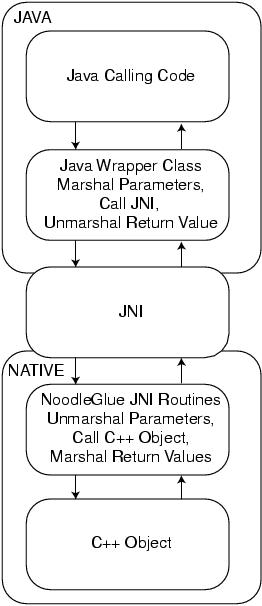 JAVA
Java Calling Code
Java Wrapper Class
Marshal Parameters,
Call JNI,
Unmarshal Return Value
JNI
NATIVE
NoodleGlue JNI Routines
Unmarshal Parameters,
Call C++ Object,
Marshal Return Values
C++ Object